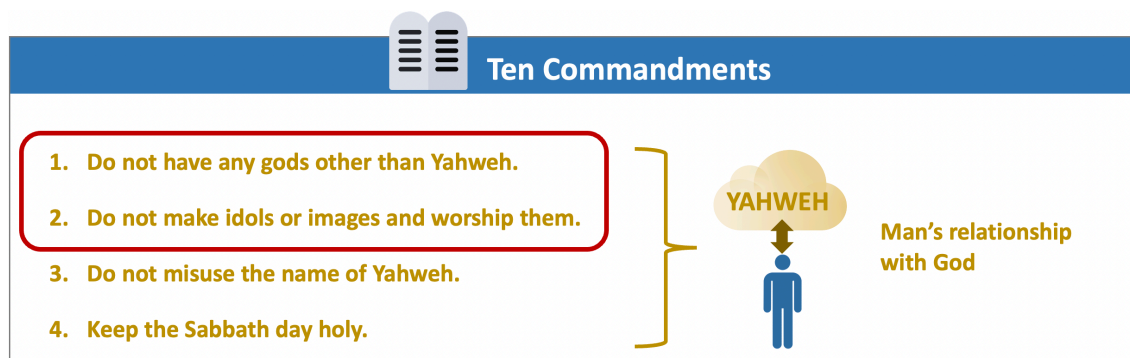 Ten Commandments
1. Do not have any gods other than Yahweh.
2. Do not make idols or images and worship them.
3. Do not misuse the name of Yahweh.
4. Keep the Sabbath day holy.
YAHWEH
Man’s relationship
with God